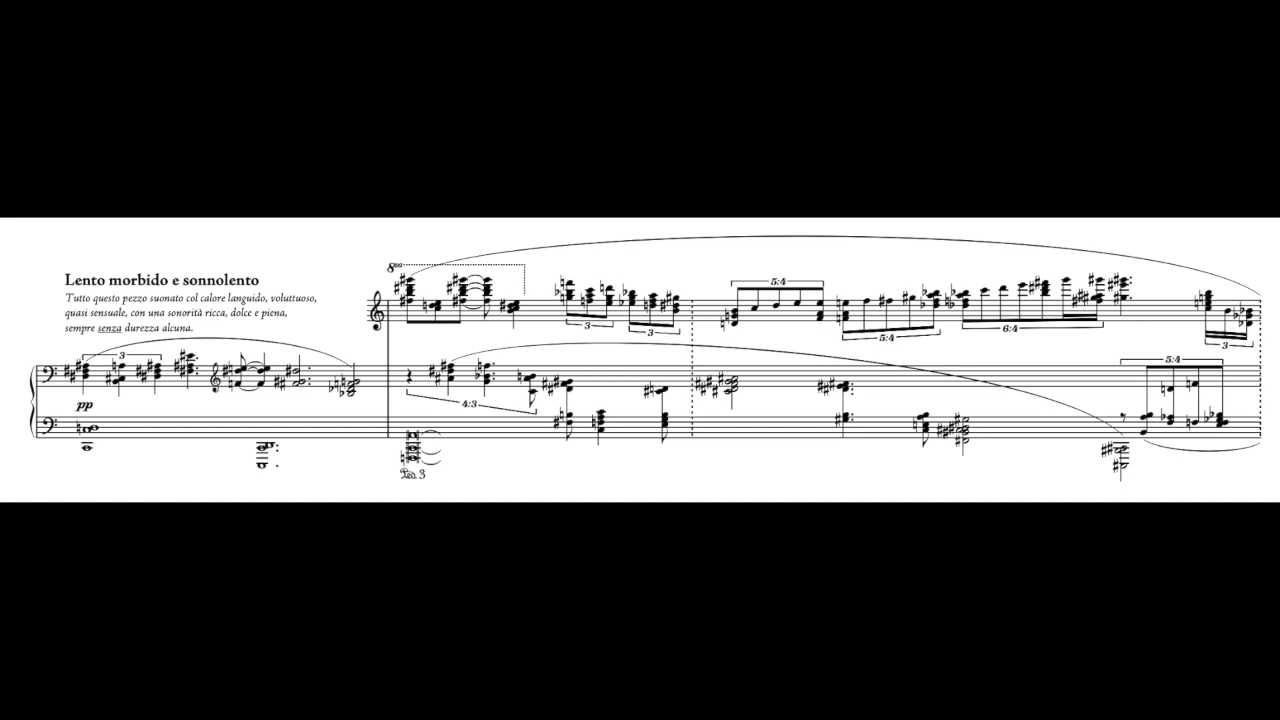 Lento morbido e sonnolento
Tutto questo pezzo suonato col calore languido, voluttuoso,
quasi sensuale, con una sonorità ricca, dolce e piena,
sempre senza durezza alcuna.
8va
3
pp
4:3
Ped. 3
3
3
5:4
5:4
6:4
5:4
3